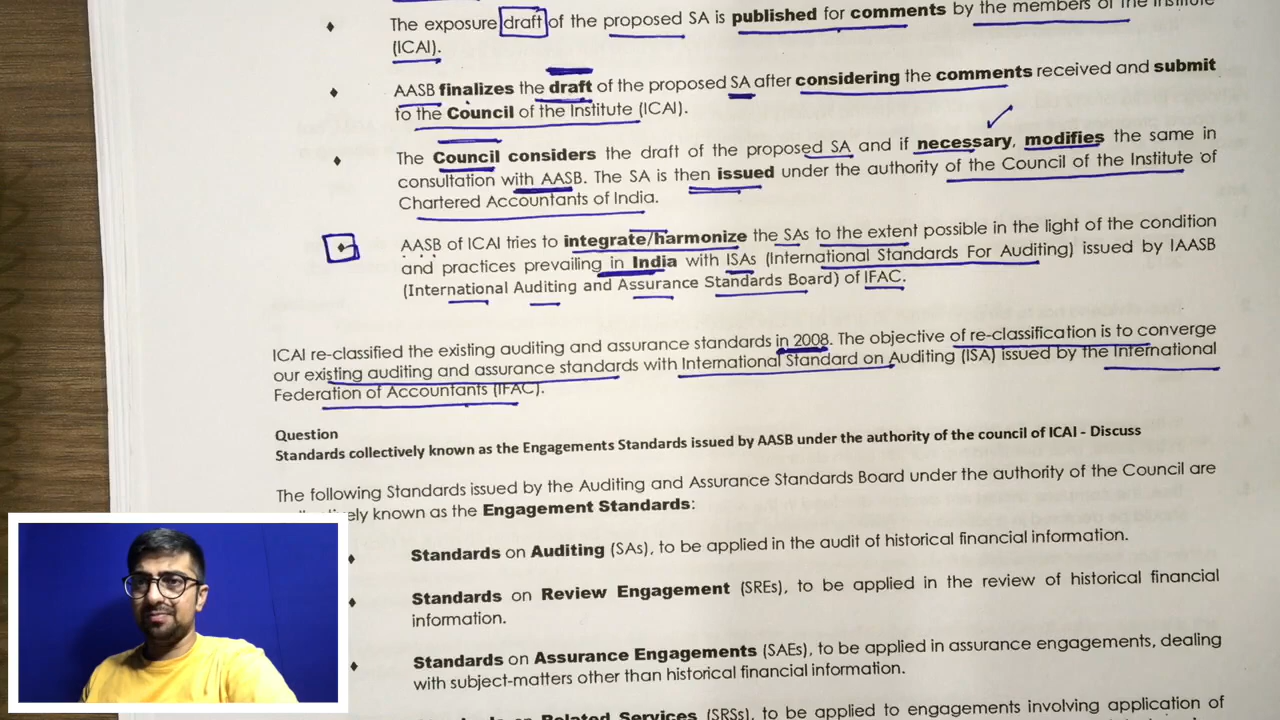 The exposure draft of the proposed SA is published for comments by the members of the Institute
(ICAI).
AASB finalizes the draft of the proposed SA after considering the comments received and submit
to the Council of the Institute (ICAI).
The Council considers the draft of the proposed SA and if necessary, modifies the same in
consultation with AASB. The SA is then issued under the authority of the Council of the Institute of
Chartered Accountants of India.
AASB of ICAI tries to integrate/harmonize the SAs to the extent possible in the light of the condition
and practices prevailing in India with ISAs (International Standards For Auditing) issued by IAASB
(International Auditing and Assurance Standards Board) of IFAC.
ICAI re-classified the existing auditing and assurance standards in 2008. The objective of re-classification is to converge
our existing auditing and assurance standards with International Standard on Auditing (ISA) issued by the International
Federation of Accountants (IFAC).
Question
Standards collectively known as the Engagements Standards issued by AASB under the authority of the council of ICAI - Discuss
The following Standards issued by the Auditing and Assurance Standards Board under the authority of the Council are
known as the Engagement Standards:
Standards on Auditing (SAs), to be applied in the audit of historical financial information.
Standards on Review Engagement (SREs), to be applied in the review of historical financial
information.
Standards on Assurance Engagements (SAEs), to be applied in assurance engagements, dealing
with subject-matters other than historical financial information.
Standards on Related Services (SRSs), to be applied to engagements involving application of